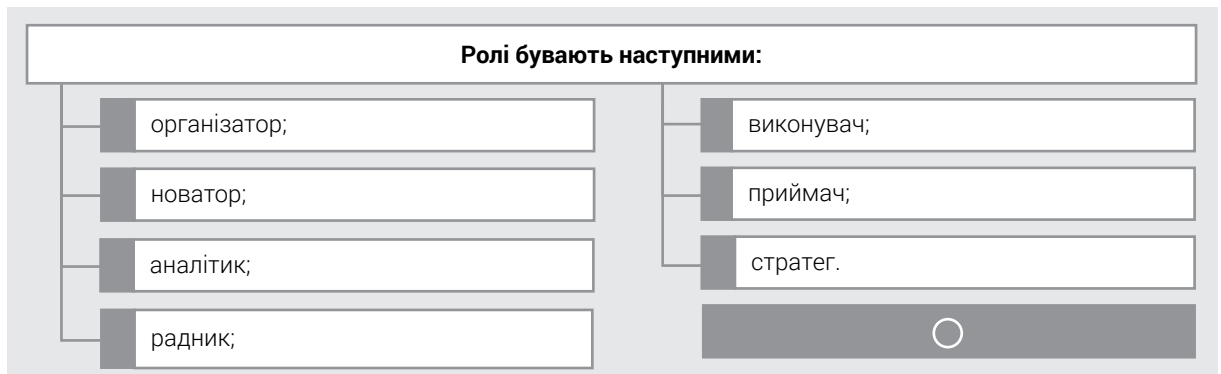 Ролі бувають наступними:
організатор;
новатор;
аналітик;
радник;
виконувач;
приймач;
стратег.